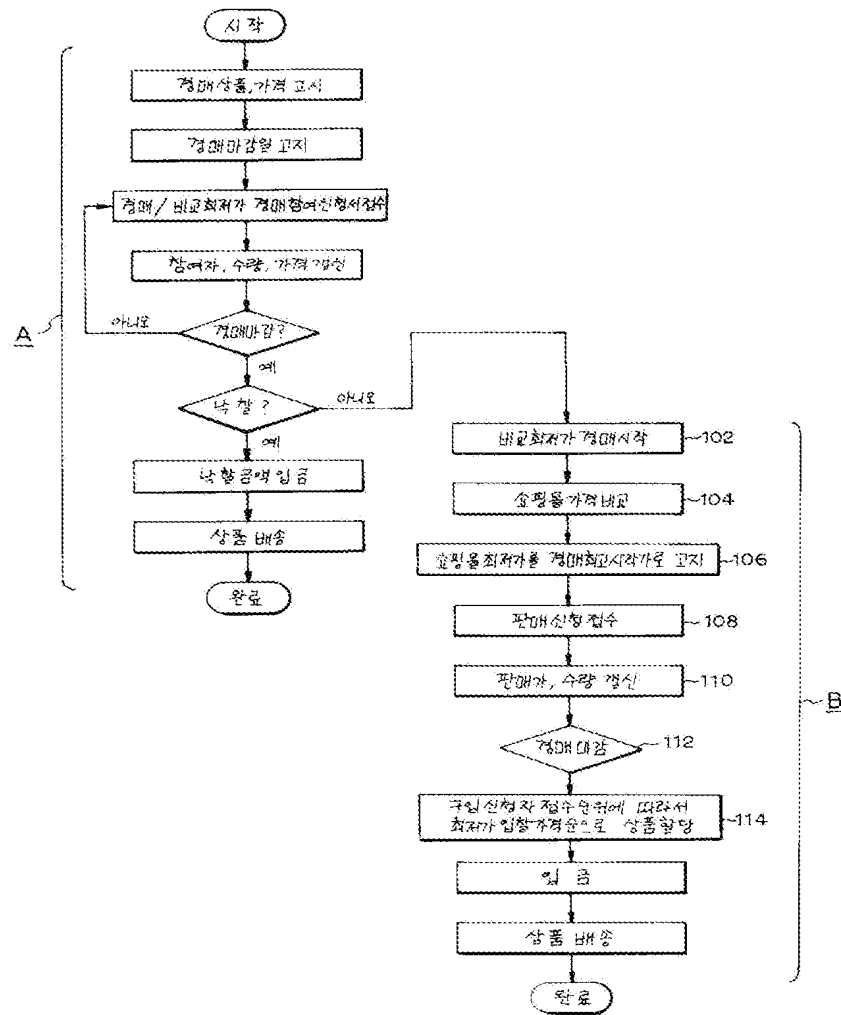 시작
경매상품, 가격 고시
경매마감일 고지
경매/비교최저가 경매참여신청서접수
참여자, 수량, 가격 갱신
경매마감?
아니오
예
A
낙찰?
아니오
예
낙찰금액 입금
상품 배송
완료
비교최저가 경매시작
102
쇼핑몰가격비교
104
쇼핑몰최저가를 경매최고시작가로 고지
106
판매신청접수
108
판매가, 수량 갱신
110
경매마감
112
B
구입신청자 접수순위에 따라서
최저가입찰가격순으로 상품할당
114
입금
상품 배송
완료